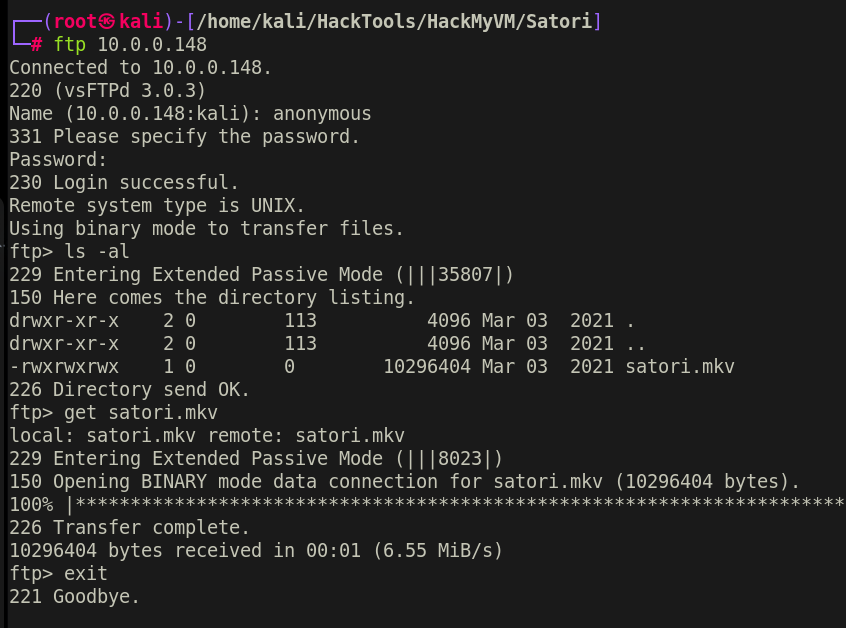 ┌──(root㉿kali)-[/home/kali/HackTools/HackMyVM/Satori]
└─# ftp 10.0.0.148
Connected to 10.0.0.148.
220 (vsFTPd 3.0.3)
Name (10.0.0.148:kali): anonymous
331 Please specify the password.
Password:
230 Login successful.
Remote system type is UNIX.
Using binary mode to transfer files.
ftp> ls -al
229 Entering Extended Passive Mode (|||35807|)
150 Here comes the directory listing.
drwxr-xr-x    2 0        113          4096 Mar 03  2021 .
drwxr-xr-x    2 0        113          4096 Mar 03  2021 ..
-rwxrwxrwx    1 0        0        10296404 Mar 03  2021 satori.mkv
226 Directory send OK.
ftp> get satori.mkv
local: satori.mkv remote: satori.mkv
229 Entering Extended Passive Mode (|||8023|)
150 Opening BINARY mode data connection for satori.mkv (10296404 bytes).
100% |**********************************************************************
226 Transfer complete.
10296404 bytes received in 00:01 (6.55 MiB/s)
ftp> exit
221 Goodbye.